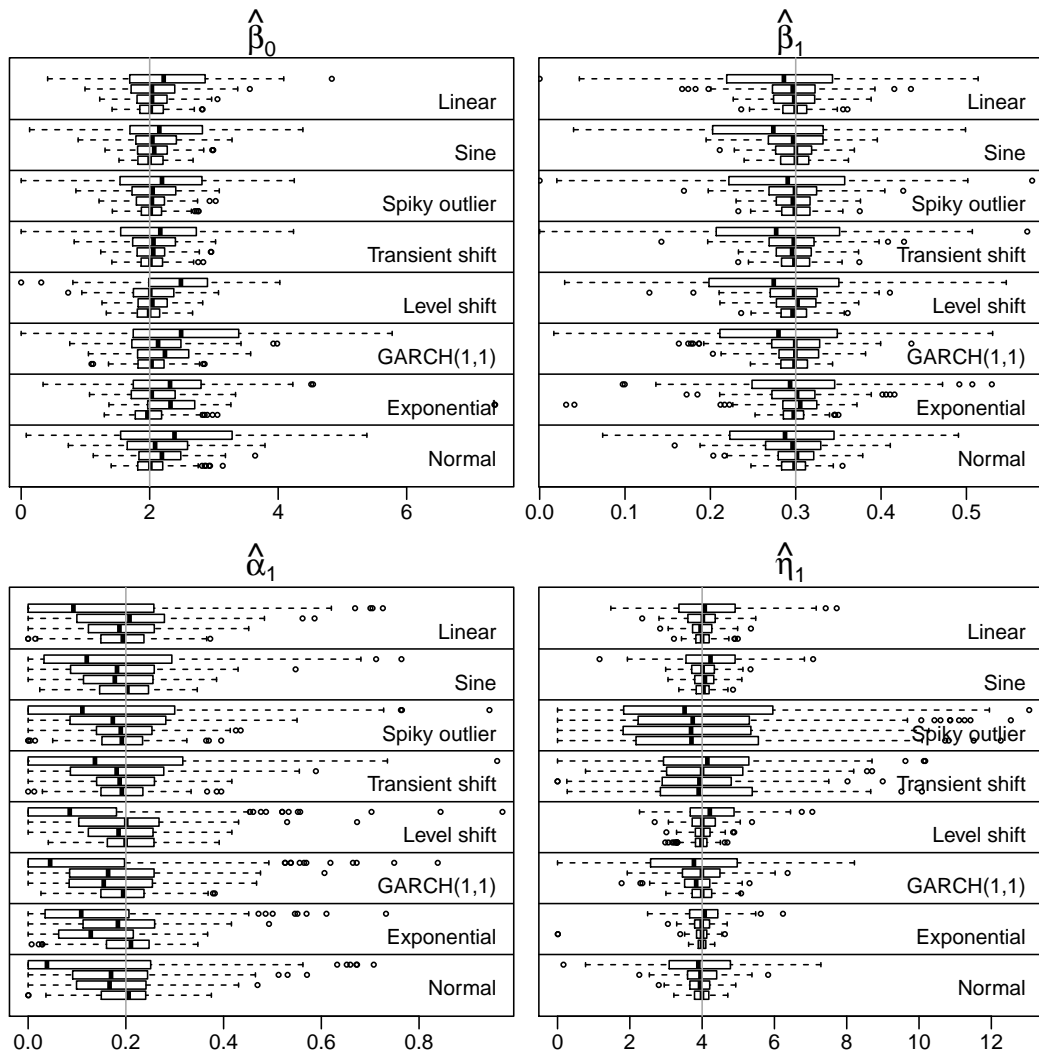 β̂0
Linear
Sine
Spiky outlier
Transient shift
Level shift
GARCH(1,1)
Exponential
Normal
0 2 4 6
β̂1
Linear
Sine
Spiky outlier
Transient shift
Level shift
GARCH(1,1)
Exponential
Normal
0.0 0.1 0.2 0.3 0.4 0.5
α̂1
Linear
Sine
Spiky outlier
Transient shift
Level shift
GARCH(1,1)
Exponential
Normal
0.0 0.2 0.4 0.6 0.8
η̂1
Linear
Sine
Spiky outlier
Transient shift
Level shift
GARCH(1,1)
Exponential
Normal
0 2 4 6 8 10 12